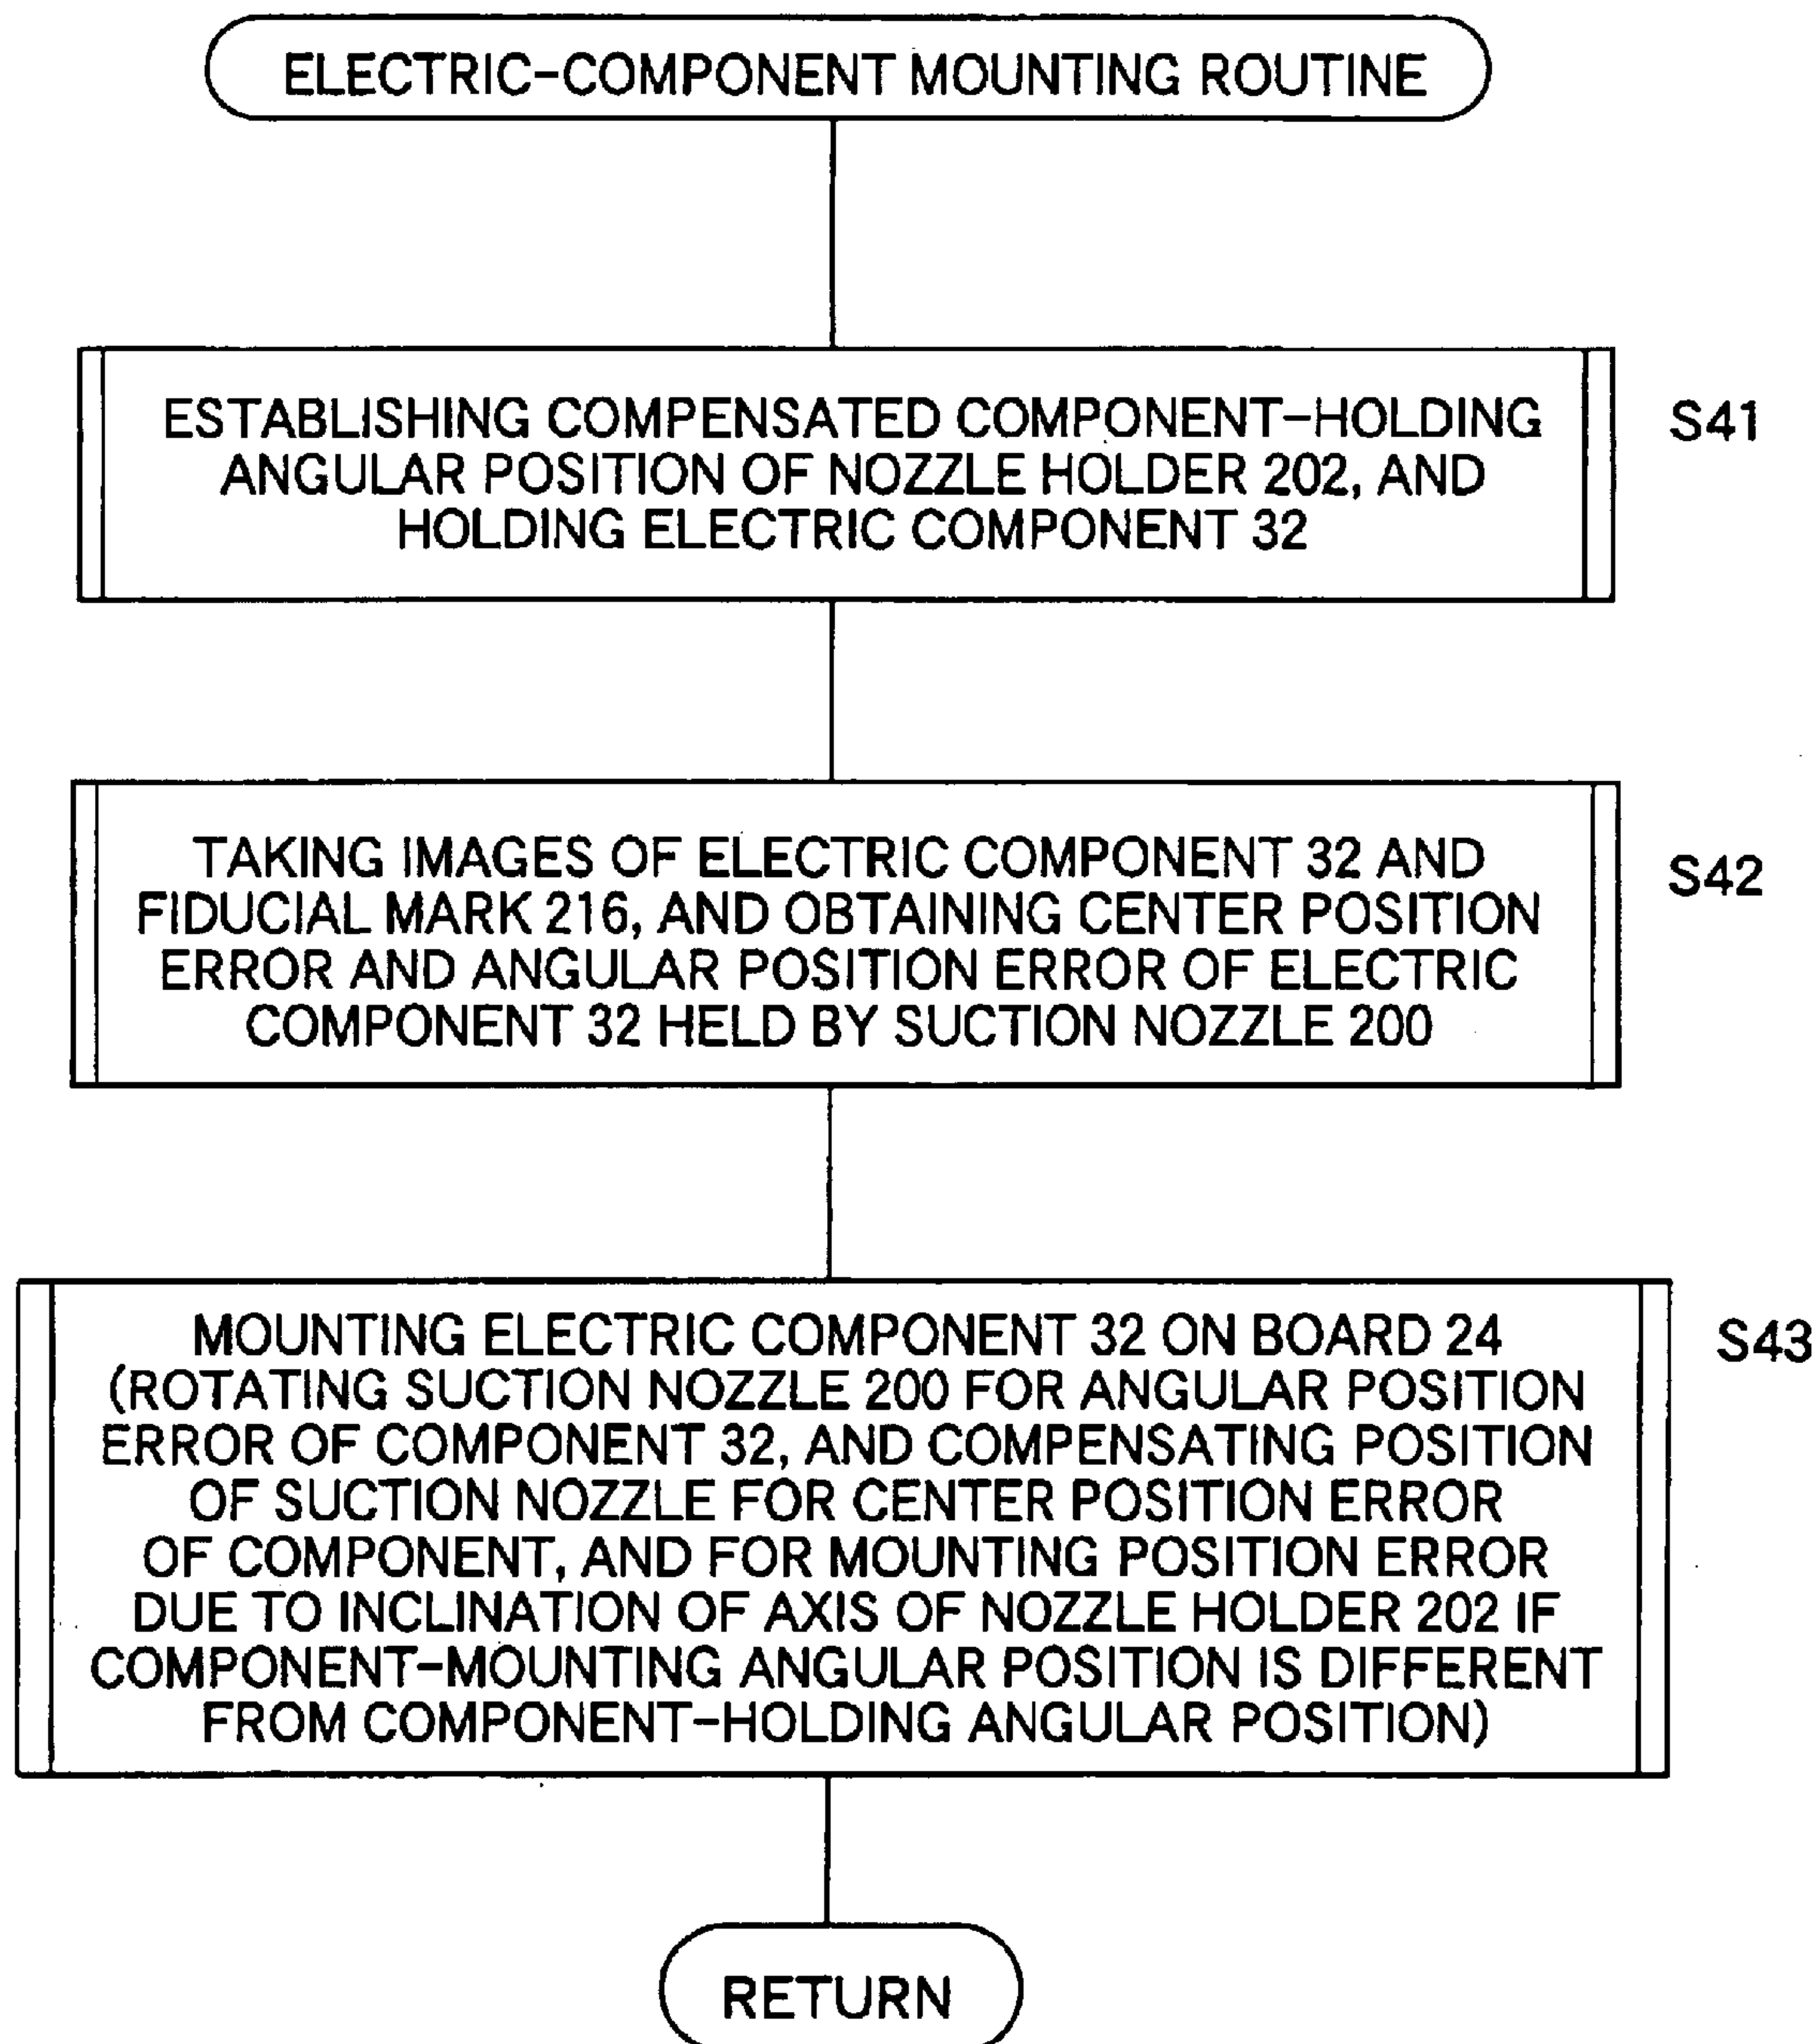 ELECTRIC-COMPONENT MOUNTING ROUTINE
ESTABLISHING COMPENSATED COMPONENT-HOLDING
ANGULAR POSITION OF NOZZLE HOLDER 202, AND
HOLDING ELECTRIC COMPONENT 32
S41
TAKING IMAGES OF ELECTRIC COMPONENT 32 AND
FIDUCIAL MARK 216, AND OBTAINING CENTER POSITION
ERROR AND ANGULAR POSITION ERROR OF ELECTRIC
COMPONENT 32 HELD BY SUCTION NOZZLE 200
S42
MOUNTING ELECTRIC COMPONENT 32 ON BOARD 24
(ROTATING SUCTION NOZZLE 200 FOR ANGULAR POSITION
ERROR OF COMPONENT 32, AND COMPENSATING POSITION
OF SUCTION NOZZLE FOR CENTER POSITION ERROR
OF COMPONENT, AND FOR MOUNTING POSITION ERROR
DUE TO INCLINATION OF AXIS OF NOZZLE HOLDER 202 IF
COMPONENT-MOUNTING ANGULAR POSITION IS DIFFERENT
FROM COMPONENT-HOLDING ANGULAR POSITION)
S43
RETURN